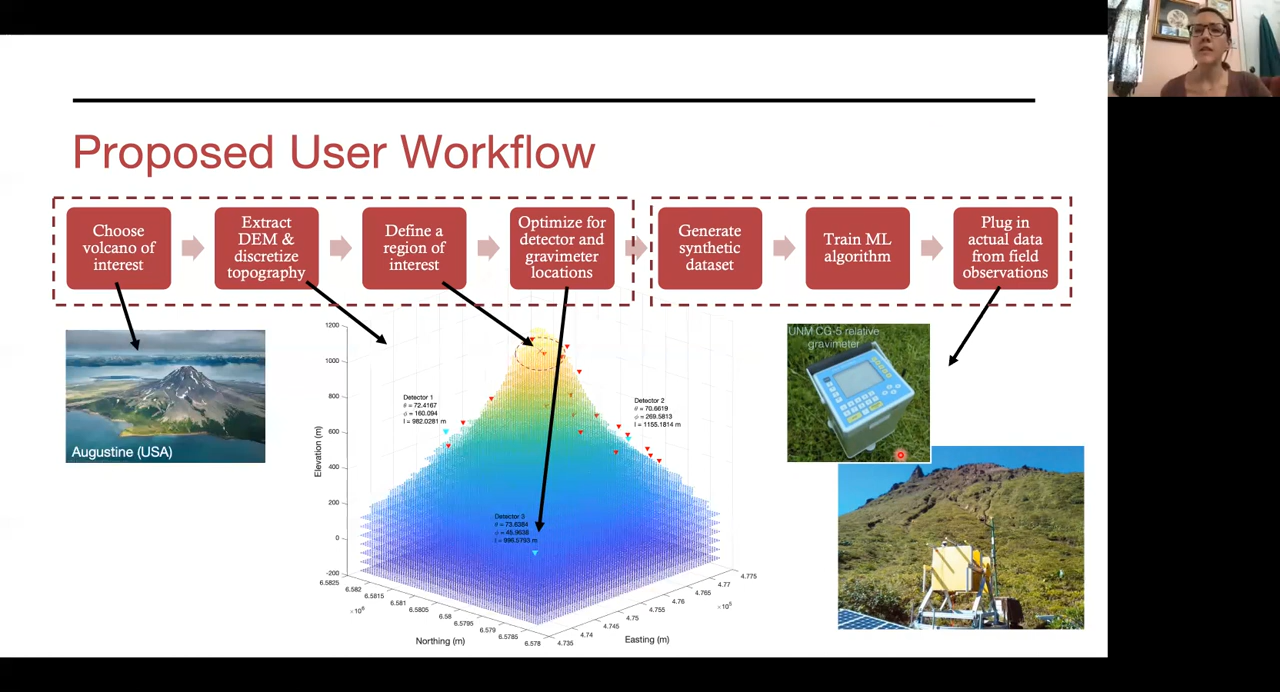 Proposed User Workflow
Choose
volcano of
interest
Extract
DEM &
discretize
topography
Define a
region of
interest
Optimize for
detector and
gravimeter
locations
Generate
synthetic
dataset
Train ML
algorithm
Plug in
actual data
from field
observations
Augustine (USA)
1200
1000
800
600
400
200
0
-200
Elevation (m)
Detector 1
θ = 72.4167
φ = 160.094
l = 982.0281 m
Detector 2
θ = 70.6619
φ = 269.5813
l = 1155.1814 m
Detector 3
θ = 73.6384
φ = 45.9638
l = 996.5793 m
6.5825
6.582
6.5815
6.581
6.5805
6.58
6.5795
6.579
6.5785
6.578
×10⁶
Northing (m)
4.735
4.74
4.745
4.75
4.755
4.76
4.765
4.77
4.775
×10⁵
Easting (m)
UNM CG-5 relative
gravimeter